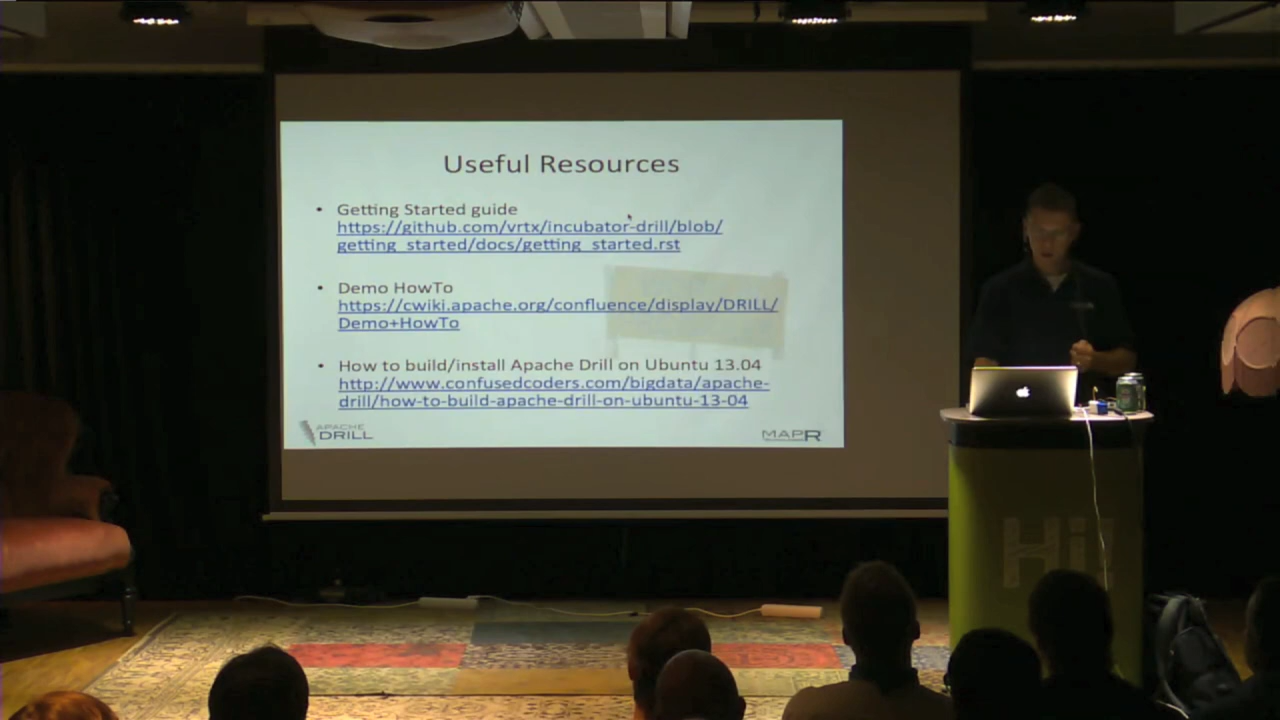 Useful Resources
• Getting Started guide
https://github.com/vrtx/incubator-drill/blob/
getting_started/docs/getting_started.rst
• Demo HowTo
https://cwiki.apache.org/confluence/display/DRILL/
Demo+HowTo
• How to build/install Apache Drill on Ubuntu 13.04
http://www.confusedcoders.com/bigdata/apache-
drill/how-to-build-apache-drill-on-ubuntu-13-04
APACHE
DRILL
MAPR
Hi!